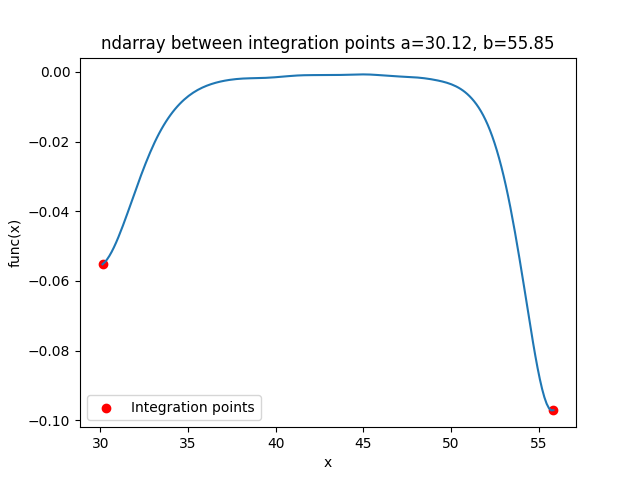 ndarray between integration points a=30.12, b=55.85
0.00
−0.02
−0.04
−0.06
−0.08
−0.10
func(x)
Integration points
30 35 40 45 50 55
x